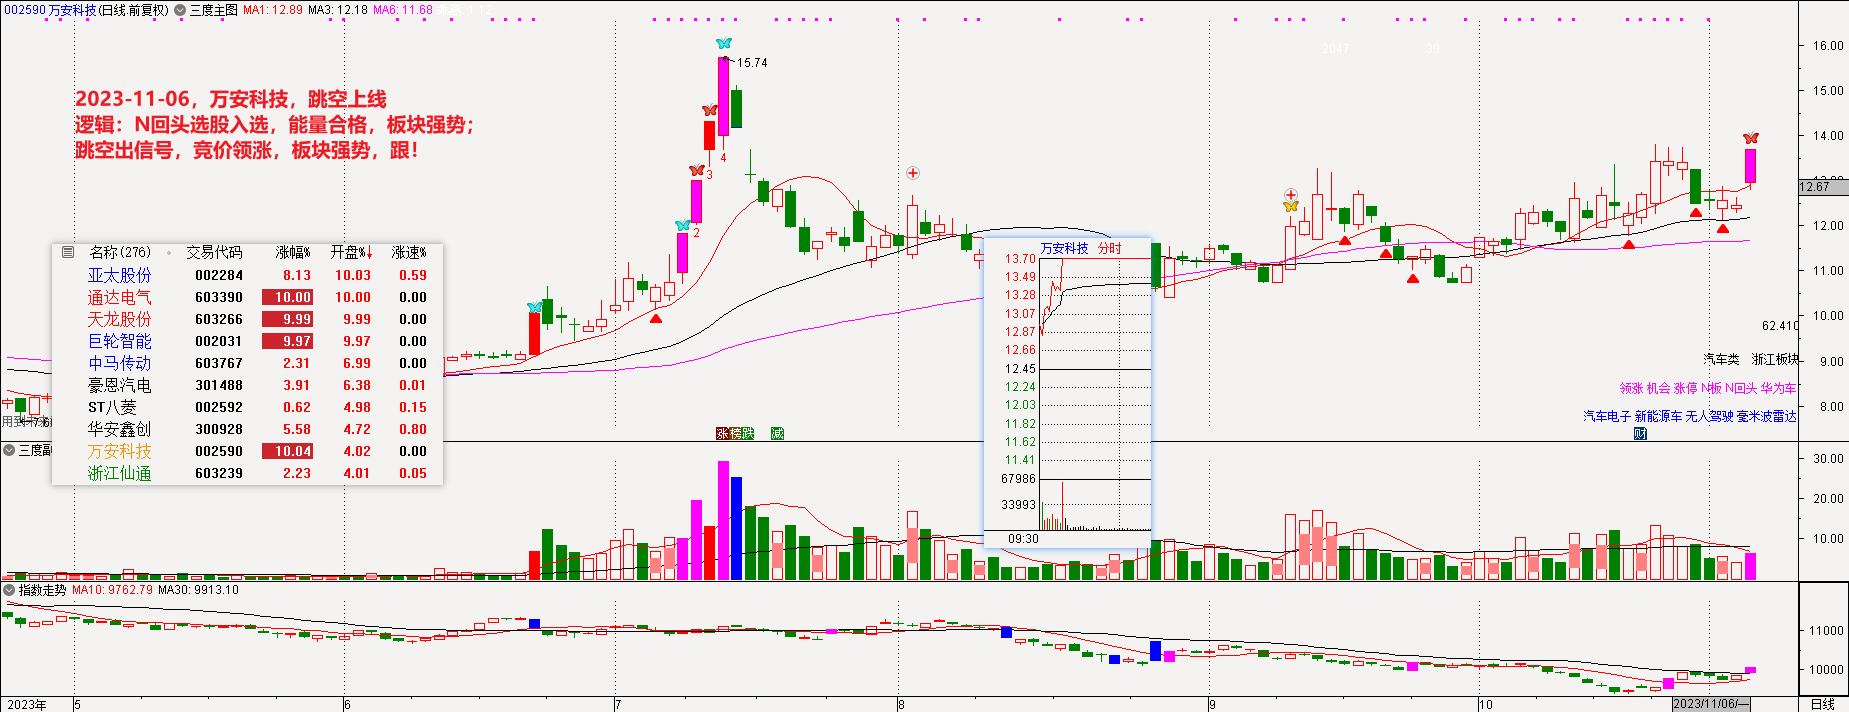 002590 万安科技(日线.前复权) 三度主图 MA1: 12.89 MA3: 12.18 MA6: 11.68
2047 39
16.00
15.74
15.00
2023-11-06，万安科技，跳空上线
逻辑：N回头选股入选，能量合格，板块强势；
跳空出信号，竞价领涨，板块强势，跟！
14.00
4
3
2
12.67
12.00
11.00
10.00
9.00
8.00
名称(276) 交易代码 涨幅% 开盘%↓ 涨速%
亚太股份 002284 8.13 10.03 0.59
通达电气 603390 10.00 10.00 0.00
天龙股份 603266 9.99 9.99 0.00
巨轮智能 002031 9.97 9.97 0.00
中马传动 603767 2.31 6.99 0.00
豪恩汽电 301488 3.91 6.38 0.01
ST八菱 002592 0.62 4.98 0.15
华安鑫创 300928 5.58 4.72 0.80
万安科技 002590 10.04 4.02 0.00
浙江仙通 603239 2.23 4.01 0.05
万安科技 分时
13.70
13.49
13.28
13.07
12.87
12.66
12.45
12.24
12.03
11.82
11.62
11.41
67986
33993
09:30
62.410
汽车类 浙江板块
领涨 机会 涨停 N板 N回头 华为车
汽车电子 新能源车 无人驾驶 毫米波雷达
涨 榜 跌 减 财
三度副
30.00
20.00
10.00
指数走势 MA10: 9762.79 MA30: 9913.10
11000
10000
2023年 5 6 7 8 9 10 2023/11/06/一 日线